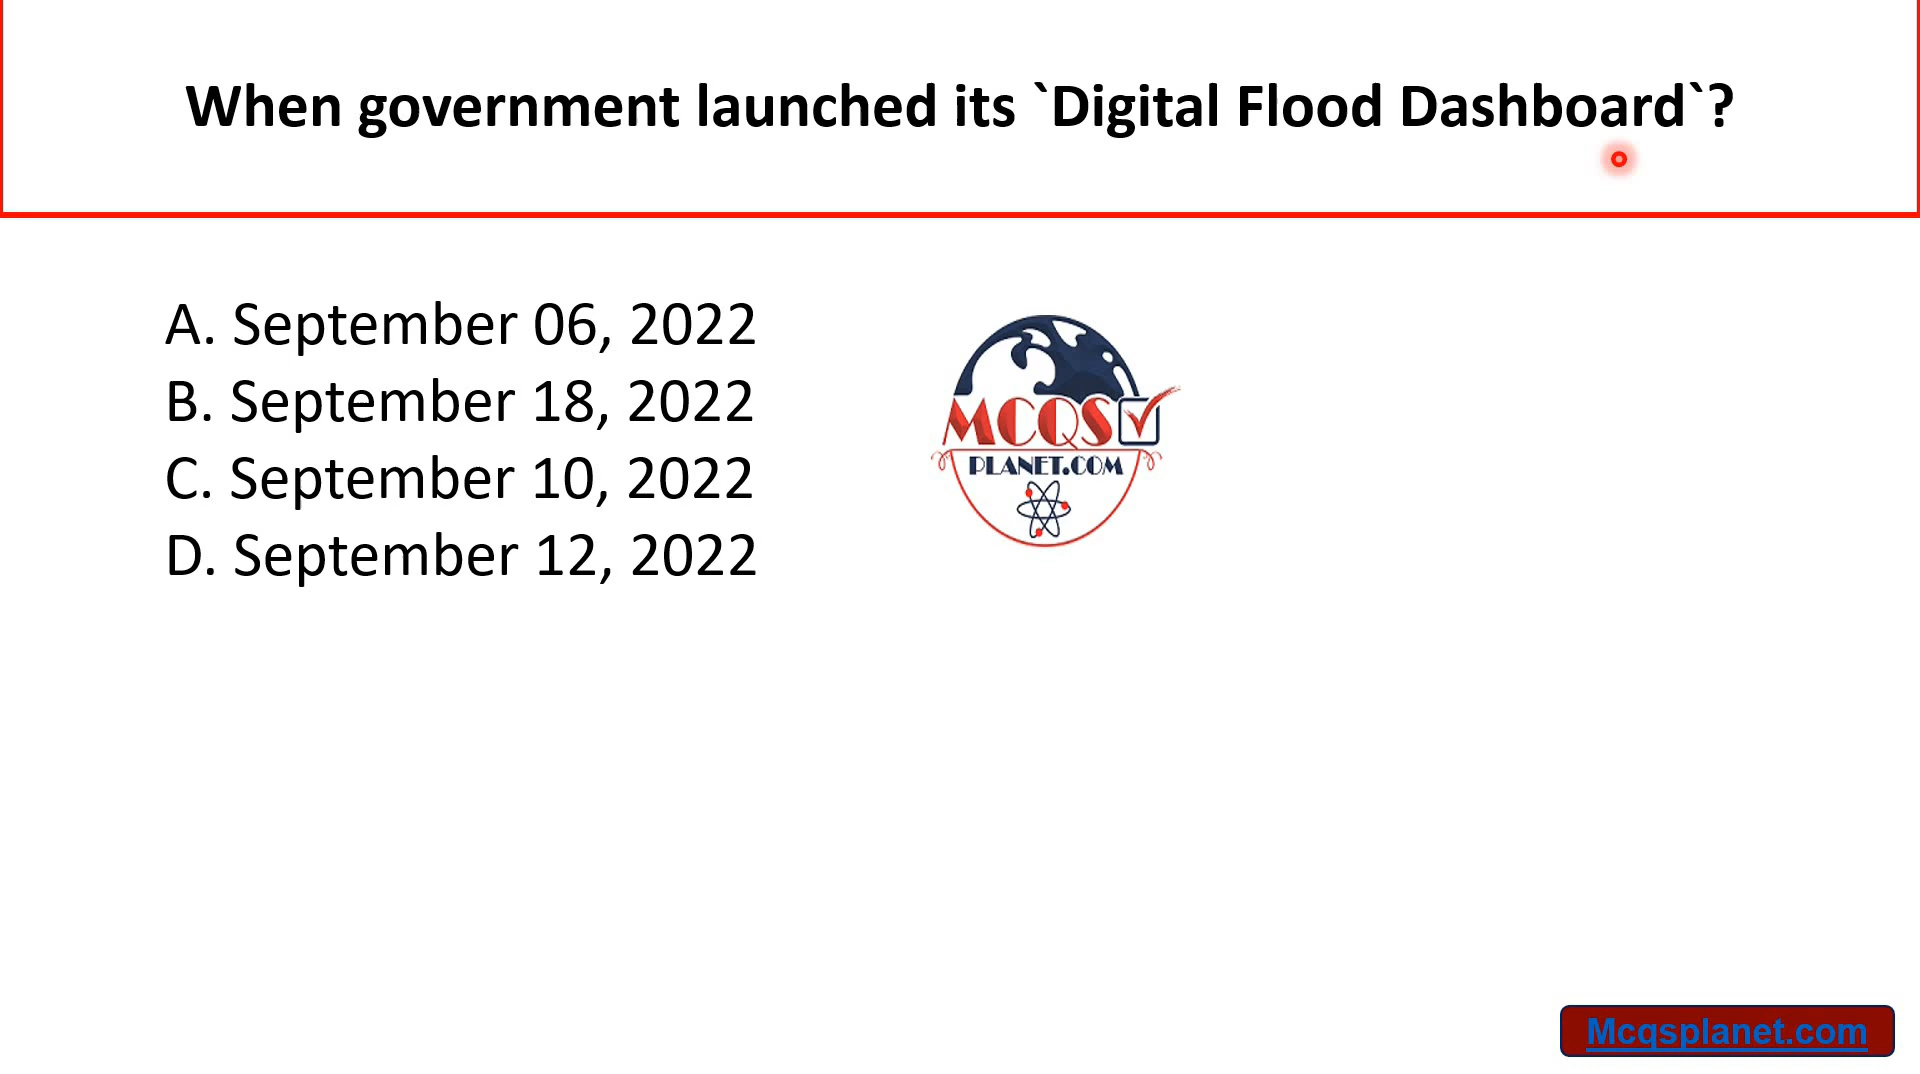 When government launched its `Digital Flood Dashboard`?
A. September 06, 2022
B. September 18, 2022
C. September 10, 2022
D. September 12, 2022
MCQS
PLANET.COM
Mcqsplanet.com